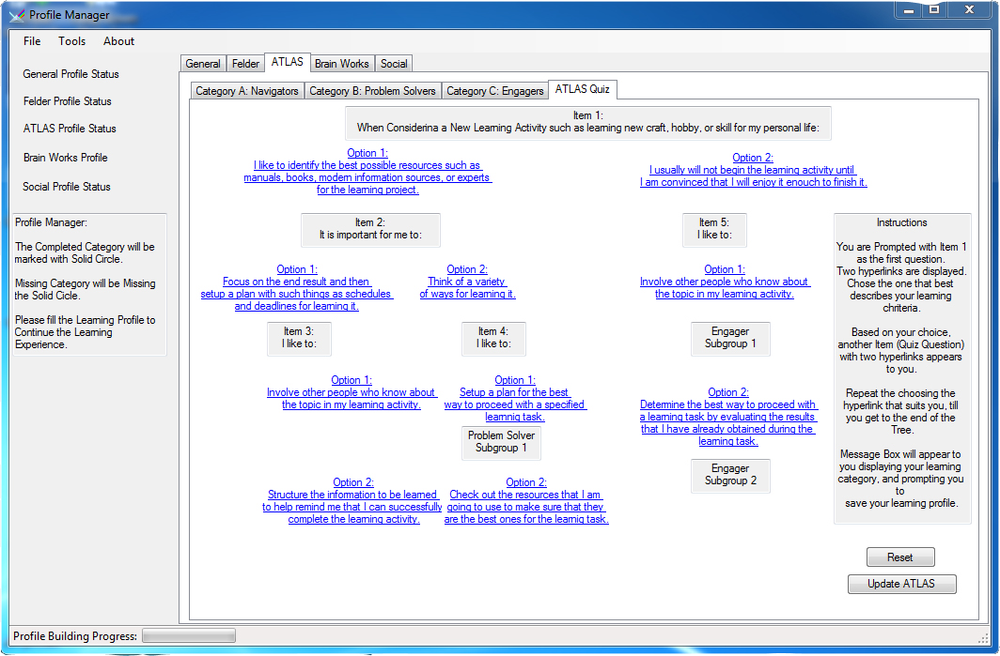 Profile Manager
File Tools About
General Profile Status
Felder Profile Status
ATLAS Profile Status
Brain Works Profile
Social Profile Status
Profile Manager:
The Completed Category will be
marked with Solid Circle.
Missing Category will be Missing
the Solid Cicle.
Please fill the Learning Profile to
Continue the Learning
Experience.
General Felder ATLAS Brain Works Social
Category A: Navigators Category B: Problem Solvers Category C: Engagers ATLAS Quiz
Item 1:
When Considerina a New Learning Activity such as learning new craft, hobby, or skill for my personal life:
Option 1:
I like to identify the best possible resources such as
manuals, books, modern information sources, or experts
for the learning project.
Option 2:
I usually will not begin the learning activity until
I am convinced that I will enjoy it enouch to finish it.
Item 2:
It is important for me to:
Item 5:
I like to:
Option 1:
Focus on the end result and then
setup a plan with such things as schedules
and deadlines for learning it.
Option 2:
Think of a variety
of ways for learning it.
Option 1:
Involve other people who know about
the topic in my learning activity.
Item 3:
I like to:
Item 4:
I like to:
Engager
Subgroup 1
Option 1:
Involve other people who know about
the topic in my learning activity.
Option 1:
Setup a plan for the best
way to proceed with a specified
learnnig task.
Problem Solver
Subgroup 1
Option 2:
Determine the best way to proceed with
a learning task by evaluating the results
that I have already obtained during the
learning task.
Engager
Subgroup 2
Option 2:
Structure the information to be learned
to help remind me that I can successfully
complete the learning activity.
Option 2:
Check out the resources that I am
going to use to make sure that they
are the best ones for the learnig task.
Instructions
You are Prompted with Item 1
as the first question.
Two hyperlinks are displayed.
Chose the one that best
describes your learning
chriteria.
Based on your choice,
another Item (Quiz Question)
with two hyperlinks appears
to you.
Repeat the choosing the
hyperlink that suits you, till
you get to the end of the
Tree.
Message Box will appear to
you displaying your learning
category, and prompting you
to
save your learning profile.
Reset
Update ATLAS
Profile Building Progress: